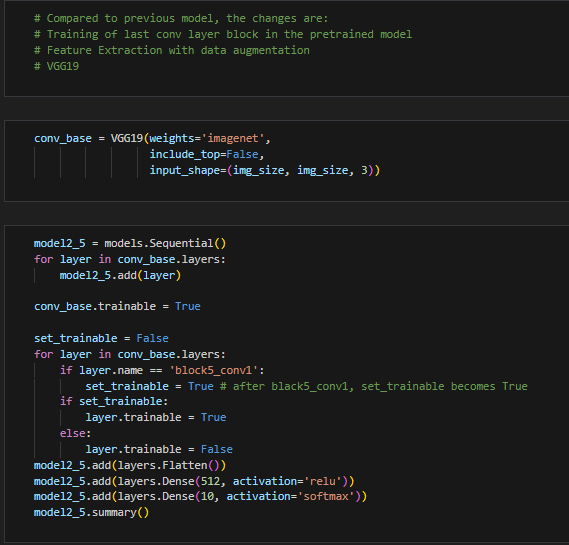 # Compared to previous model, the changes are:
# Training of last conv layer block in the pretrained model
# Feature Extraction with data augmentation
# VGG19
conv_base = VGG19(weights='imagenet',
include_top=False,
input_shape=(img_size, img_size, 3))
model2_5 = models.Sequential()
for layer in conv_base.layers:
model2_5.add(layer)
conv_base.trainable = True
set_trainable = False
for layer in conv_base.layers:
if layer.name == 'block5_conv1':
set_trainable = True # after black5_conv1, set_trainable becomes True
if set_trainable:
layer.trainable = True
else:
layer.trainable = False
model2_5.add(layers.Flatten())
model2_5.add(layers.Dense(512, activation='relu'))
model2_5.add(layers.Dense(10, activation='softmax'))
model2_5.summary()